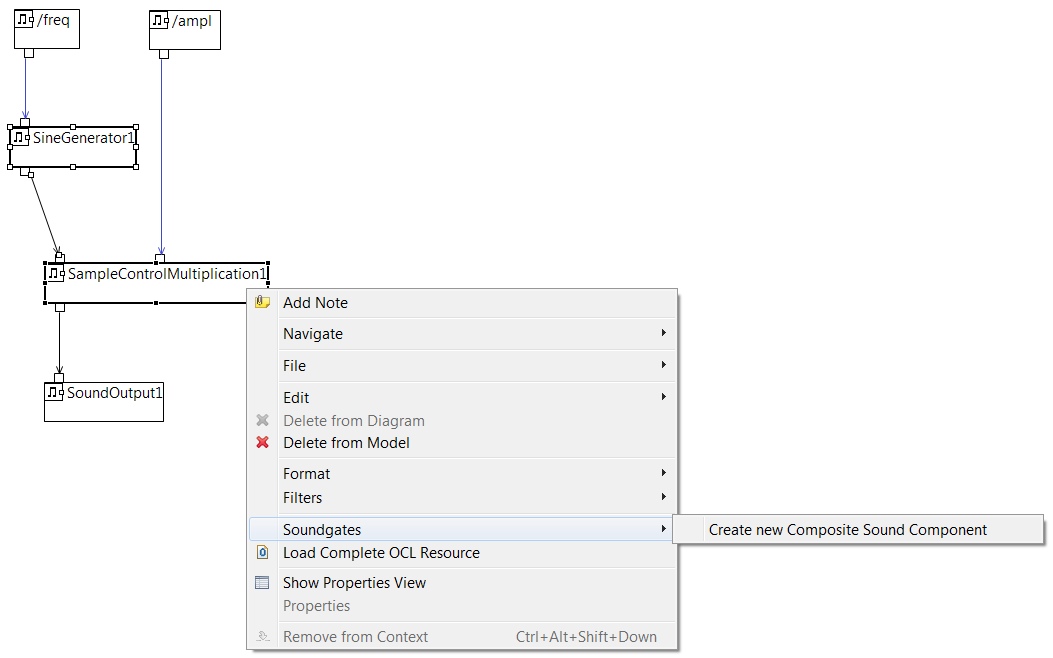 /freq
/ampl
SineGenerator1
SampleControlMultiplication1
SoundOutput1
Add Note
Navigate
File
Edit
Delete from Diagram
Delete from Model
Format
Filters
Soundgates
Create new Composite Sound Component
Load Complete OCL Resource
Show Properties View
Properties
Remove from Context Ctrl+Alt+Shift+Down